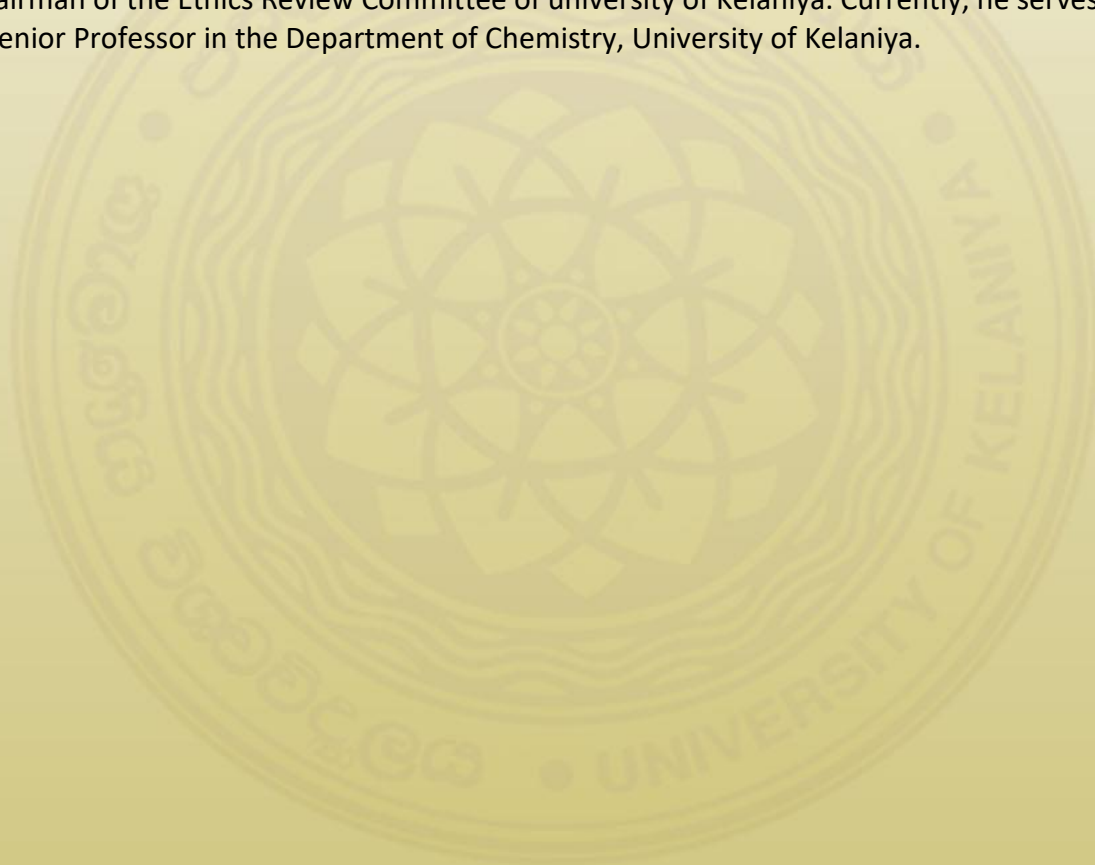 airman of the Ethics Review Committee of university of Kelaniya. Currently, he serves
enior Professor in the Department of Chemistry, University of Kelaniya.
UNIVERSITY OF KELANIYA